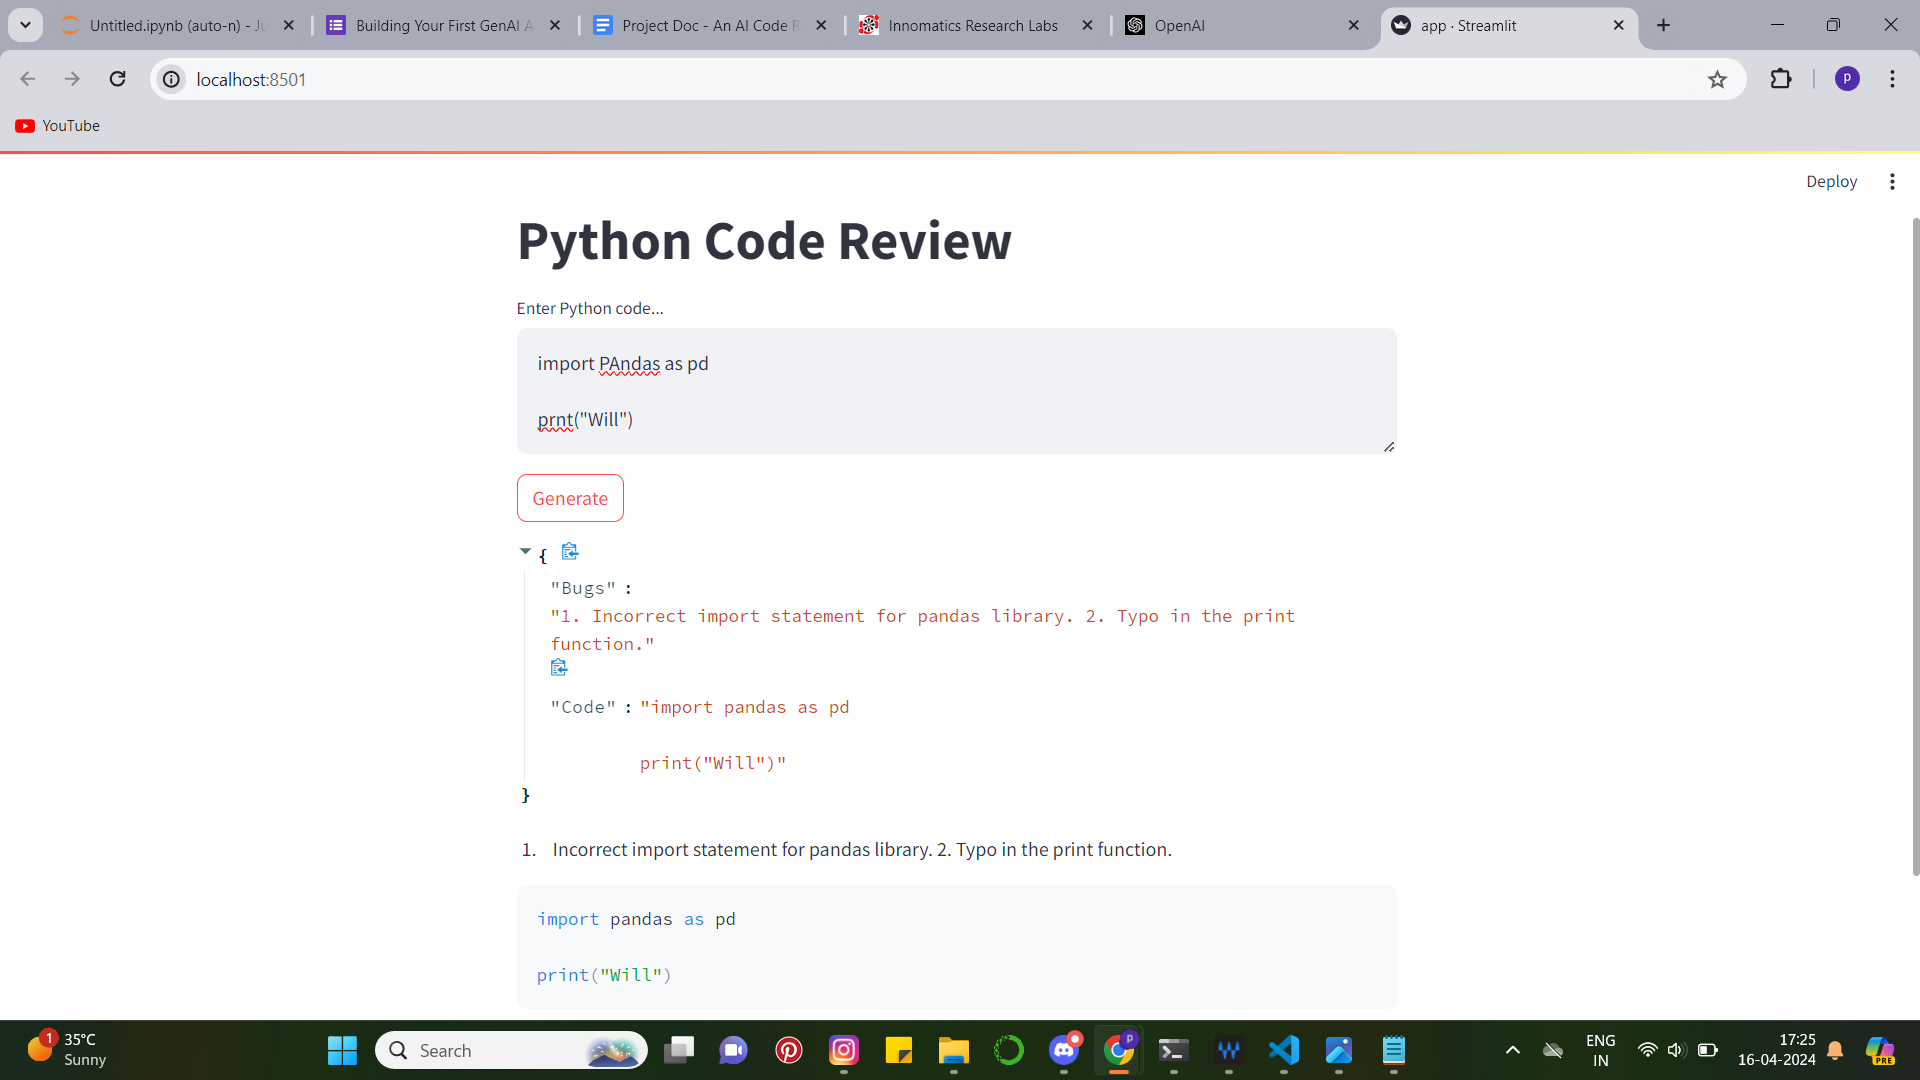 Untitled.ipynb (auto-n) - Ju
Building Your First GenAI A
Project Doc - An AI Code R
Innomatics Research Labs
OpenAI
app · Streamlit
localhost:8501
P
YouTube
Deploy
Python Code Review
Enter Python code...
import PAndas as pd
prnt("Will")
Generate
{
"Bugs" :
"1. Incorrect import statement for pandas library. 2. Typo in the print
function."
"Code" : "import pandas as pd
print("Will")"
}
1. Incorrect import statement for pandas library. 2. Typo in the print function.
import pandas as pd
print("Will")
1
35°C
Sunny
Search
P
ENG
IN
17:25
16-04-2024
PRE